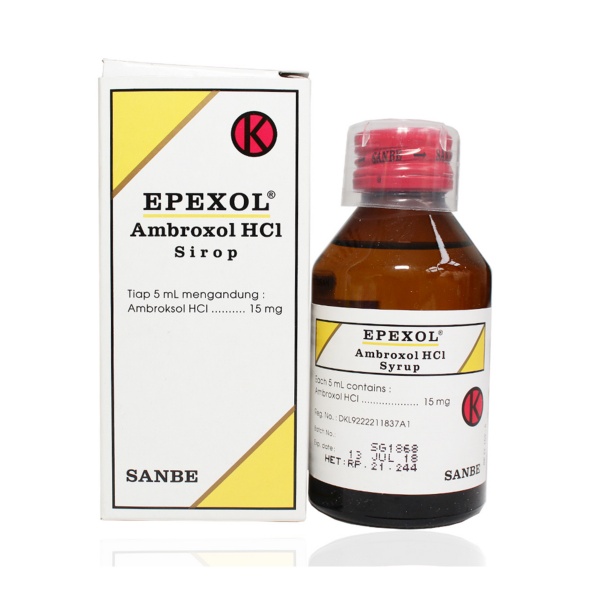 K
EPEXOL®
Ambroxol HCl
Sirop
Tiap 5 mL mengandung :
Ambroksol HCl .......... 15 mg
SANBE
SANBE
EPEXOL®
Ambroxol HCl
Syrup
Each 5 mL contains :
Ambroxol HCl ................... 15 mg
K
Reg. No. : DKL9222211837A1
Batch No.
SG1868
Exp. date:
13 JUL 18
HET:RP.21.244
SANBE